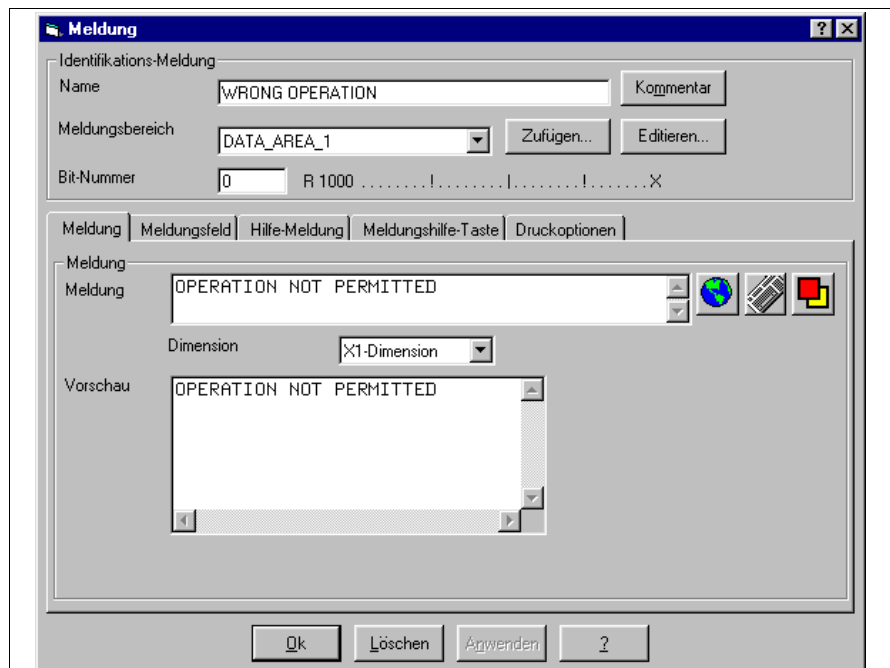 Meldung
Identifikations-Meldung
Name WRONG OPERATION Kommentar
Meldungsbereich DATA_AREA_1 Zufügen... Editieren...
Bit-Nummer 0 R 1000 ........!........|........!.......X
Meldung Meldungsfeld Hilfe-Meldung Meldungshilfe-Taste Druckoptionen
Meldung
Meldung OPERATION NOT PERMITTED
Dimension X1-Dimension
Vorschau OPERATION NOT PERMITTED
Ok Löschen Anwenden ?